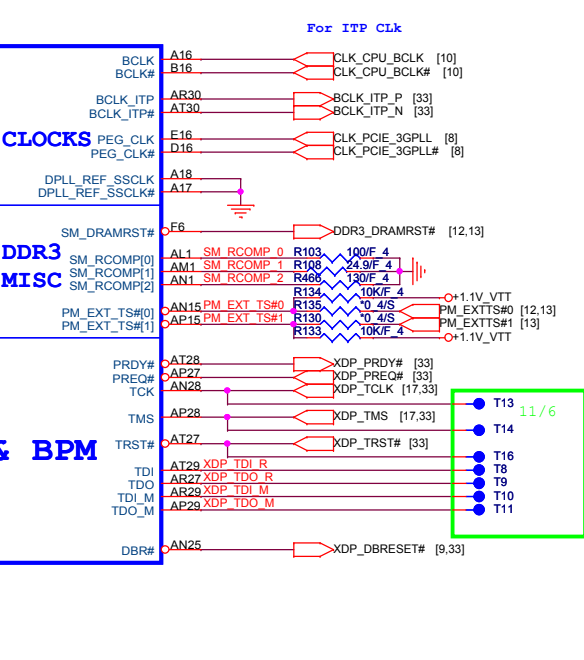 For ITP CLk
BCLK A16 CLK_CPU_BCLK [10]
BCLK# B16 CLK_CPU_BCLK# [10]
BCLK_ITP AR30 BCLK_ITP_P [33]
BCLK_ITP# AT30 BCLK_ITP_N [33]
CLOCKS
PEG_CLK E16 CLK_PCIE_3GPLL [8]
PEG_CLK# D16 CLK_PCIE_3GPLL# [8]
DPLL_REF_SSCLK A18
DPLL_REF_SSCLK# A17
SM_DRAMRST# F6 DDR3_DRAMRST# [12,13]
DDR3
MISC
SM_RCOMP[0] AL1 SM_RCOMP_0 R103 100/F_4
SM_RCOMP[1] AM1 SM_RCOMP_1 R108 24.9/F_4
SM_RCOMP[2] AN1 SM_RCOMP_2 R466 130/F_4
R134 10K/F_4 +1.1V_VTT
PM_EXT_TS#[0] AN15 PM_EXT_TS#0 R135 *0_4/S PM_EXTTS#0 [12,13]
PM_EXT_TS#[1] AP15 PM_EXT_TS#1 R130 *0_4/S PM_EXTTS#1 [13]
R133 10K/F_4 +1.1V_VTT
PRDY# AT28 XDP_PRDY# [33]
PREQ# AP27 XDP_PREQ# [33]
TCK AN28 XDP_TCLK [17,33]
T13
11/6
TMS AP28 XDP_TMS [17,33]
T14
& BPM
TRST# AT27 XDP_TRST# [33]
T16
TDI AT29 XDP_TDI_R T8
TDO AR27 XDP_TDO_R T9
TDI_M AR29 XDP_TDI_M T10
TDO_M AP29 XDP_TDO_M T11
DBR# AN25 XDP_DBRESET# [9,33]